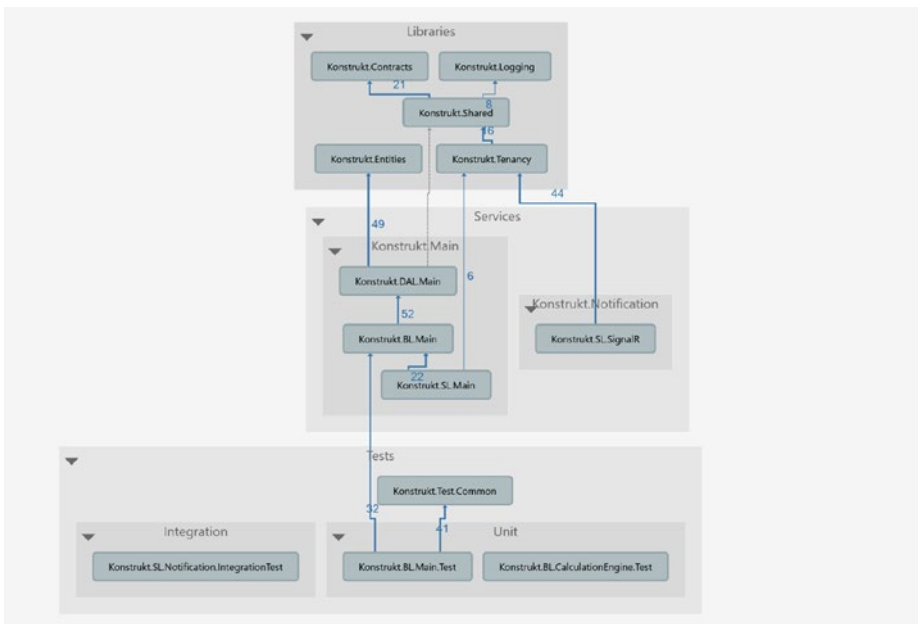 Libraries
Konstrukt.Contracts
Konstrukt.Logging
21
8
Konstrukt.Shared
16
Konstrukt.Entities
Konstrukt.Tenancy
44
Services
49
Konstrukt.Main
Konstrukt.DAL.Main
6
Konstrukt.Notification
52
Konstrukt.BL.Main
Konstrukt.SL.SignalR
22
Konstrukt.SL.Main
Tests
Konstrukt.Test.Common
32
41
Integration
Unit
Konstrukt.SL.Notification.IntegrationTest
Konstrukt.BL.Main.Test
Konstrukt.BL.CalculationEngine.Test